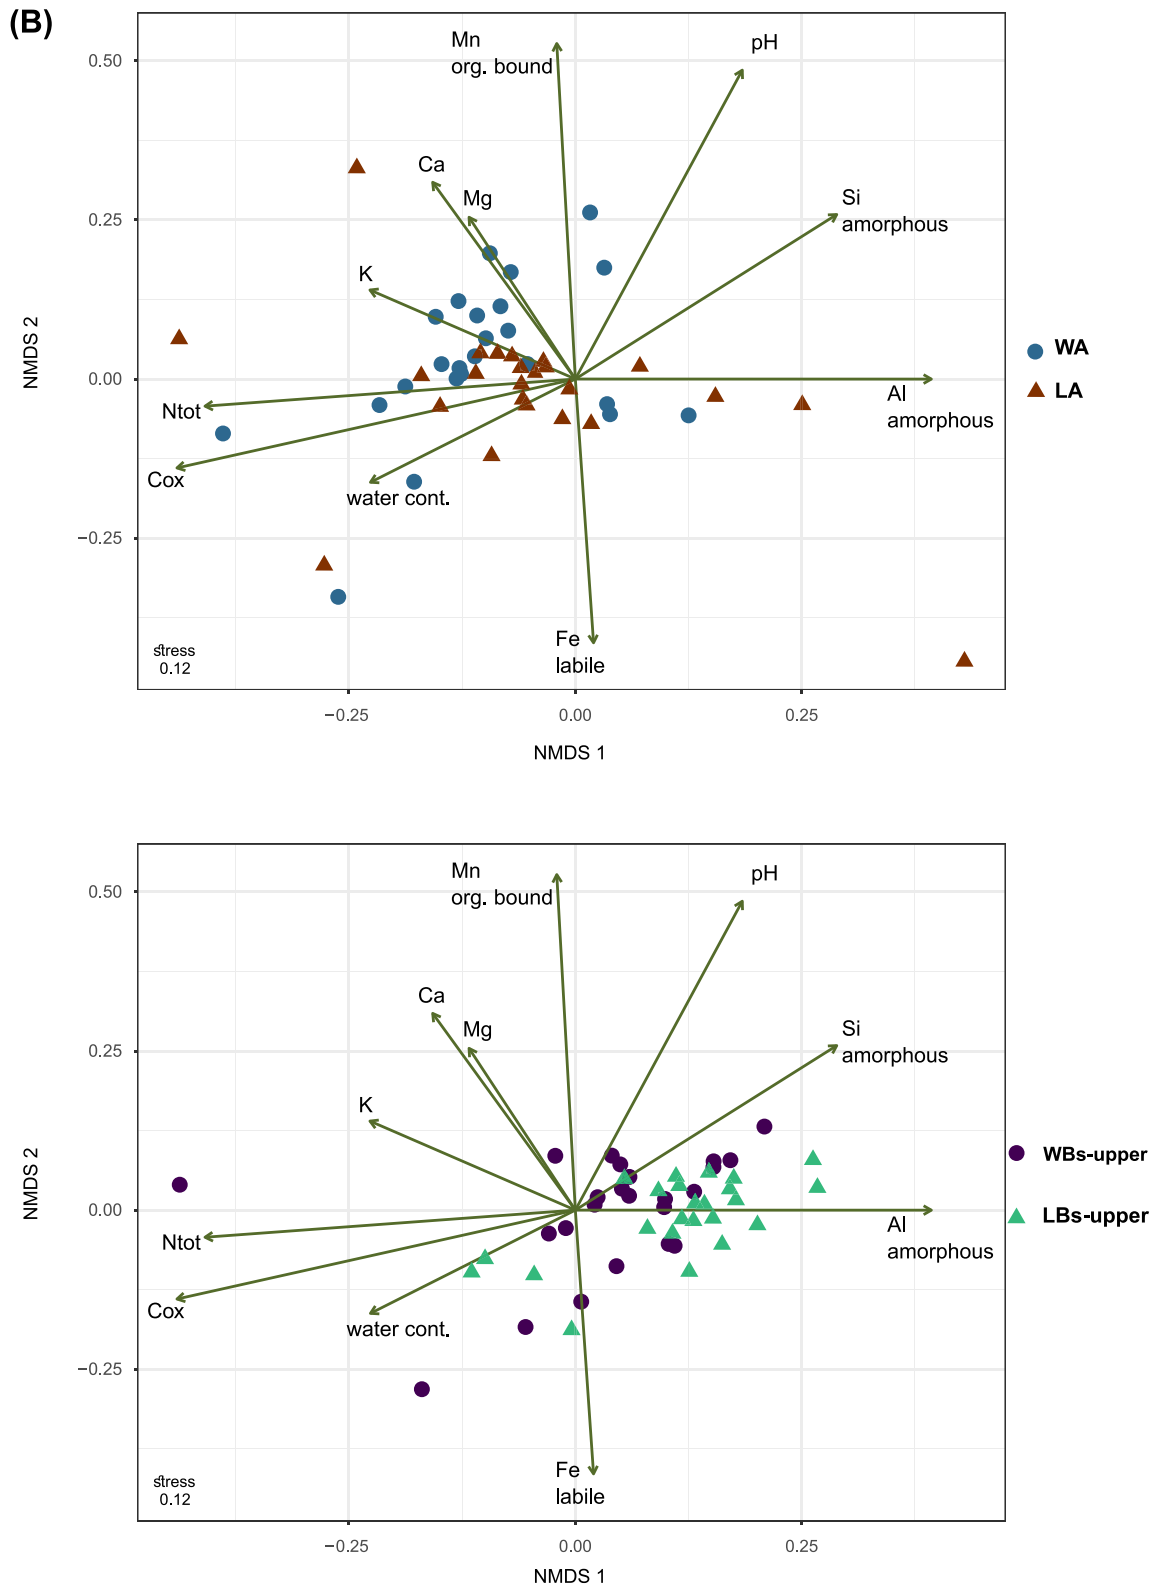 (B)
Mn
org. bound
pH
0.50
Ca
Mg
Si
amorphous
0.25
K
NMDS 2
0.00
WA
LA
Ntot
Al
amorphous
Cox
water cont.
−0.25
Fe
labile
stress
0.12
−0.25
0.00
0.25
NMDS 1
Mn
org. bound
pH
0.50
Ca
Mg
Si
amorphous
0.25
K
NMDS 2
WBs-upper
0.00
LBs-upper
Ntot
Al
amorphous
Cox
water cont.
−0.25
Fe
labile
stress
0.12
−0.25
0.00
0.25
NMDS 1